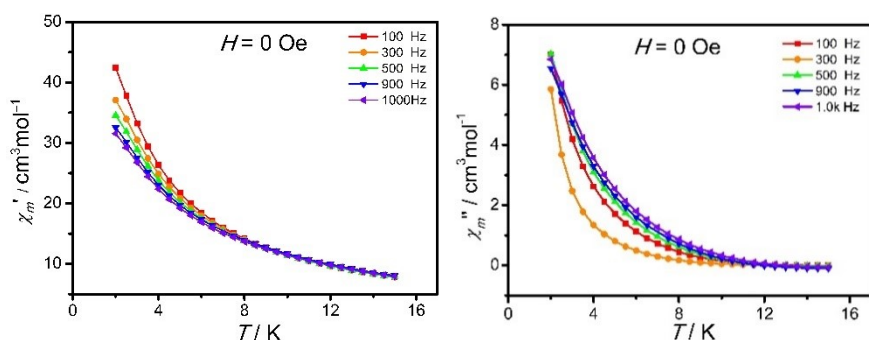 H = 0 Oe
100 Hz
300 Hz
500 Hz
900 Hz
1000Hz
χm' / cm³mol⁻¹
50
40
30
20
10
0
4
8
12
16
T / K
H = 0 Oe
100 Hz
300 Hz
500 Hz
900 Hz
1.0k Hz
χm'' / cm³mol⁻¹
8
6
4
2
0
0
4
8
12
16
T / K